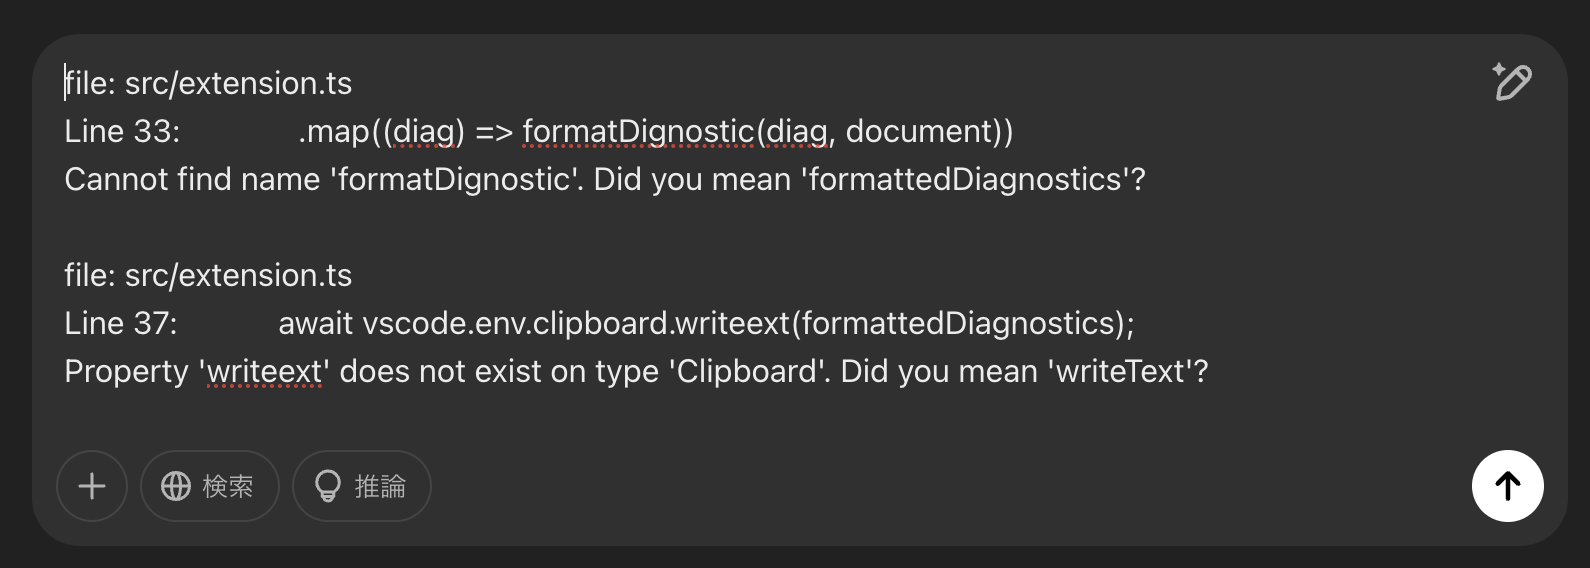 file: src/extension.ts
Line 33:              .map((diag) => formatDignostic(diag, document))
Cannot find name 'formatDignostic'. Did you mean 'formattedDiagnostics'?

file: src/extension.ts
Line 37:            await vscode.env.clipboard.writeext(formattedDiagnostics);
Property 'writeext' does not exist on type 'Clipboard'. Did you mean 'writeText'?
検索 推論